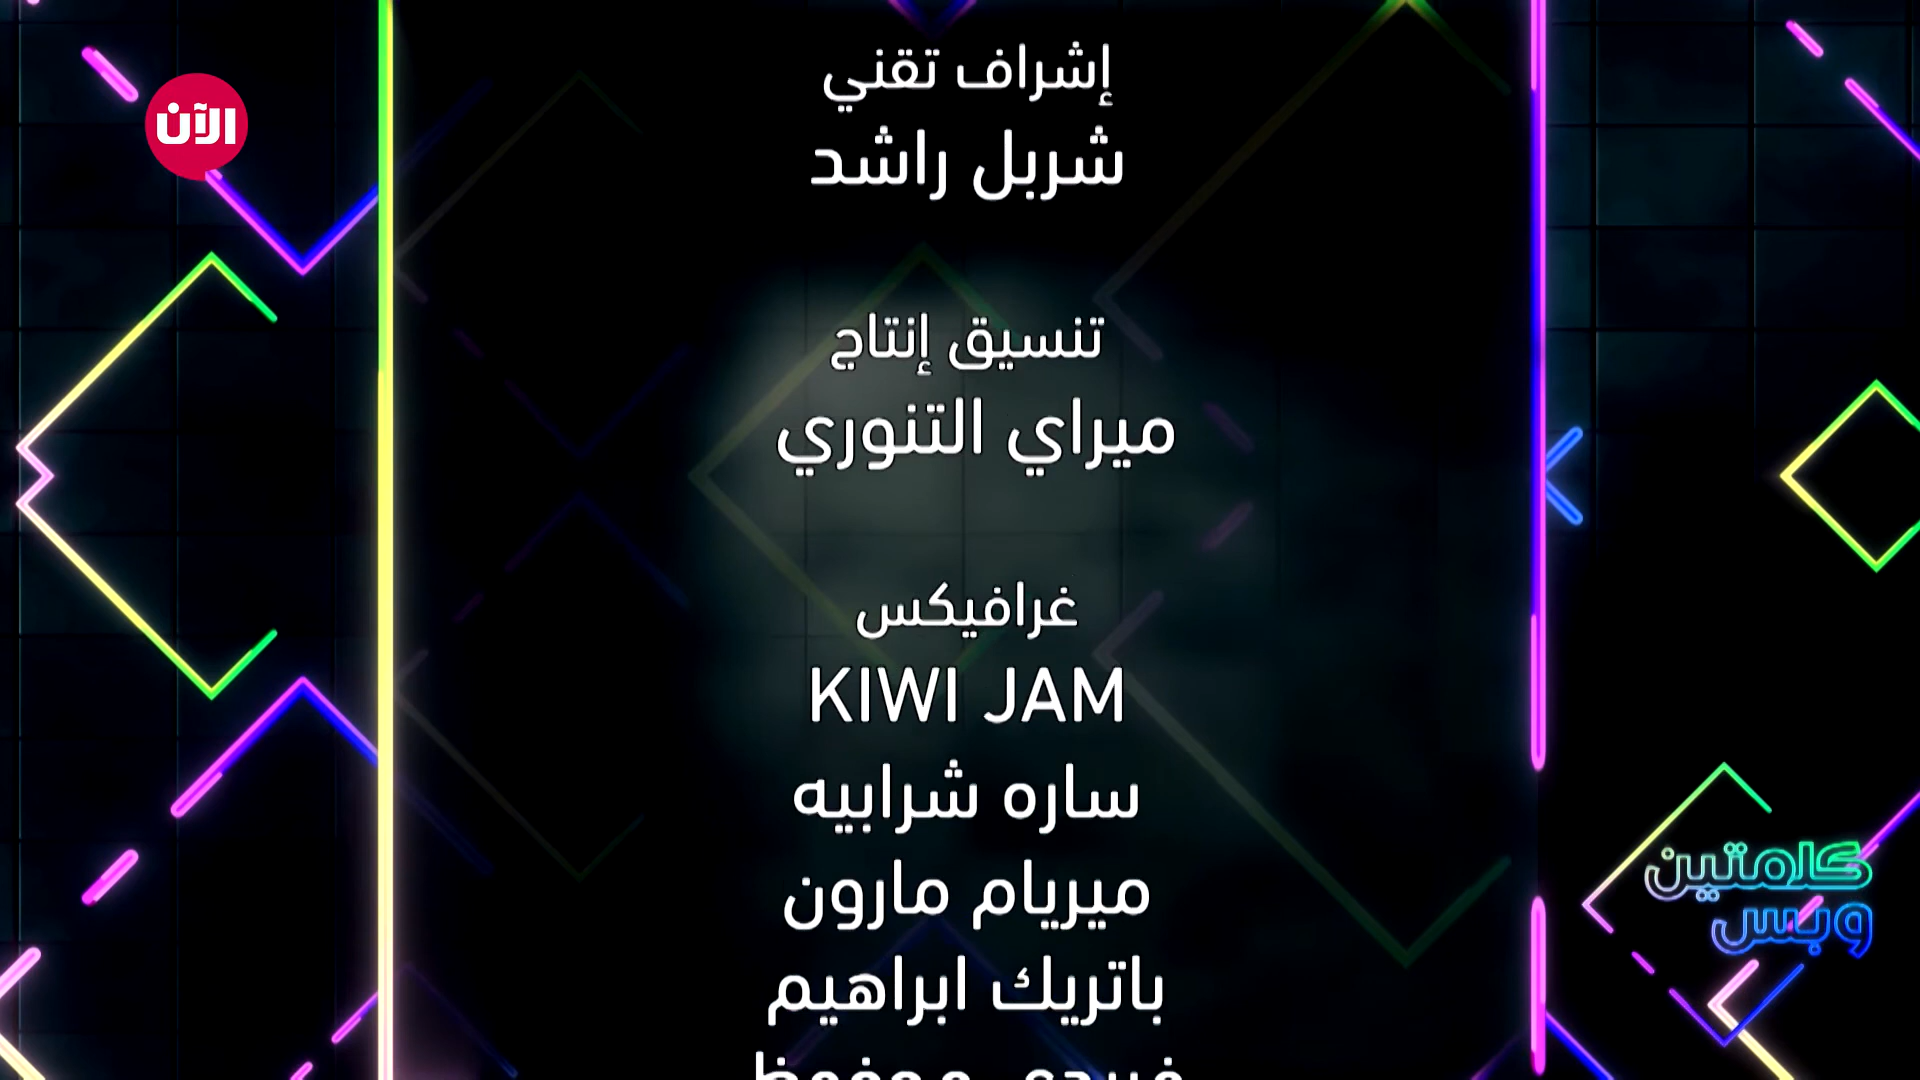 إشراف تقني
الآن
شربل راشد
تنسيق إنتاج
ميراي التنوري
غرافيكس
KIWI JAM
ساره شرابيه
ميريام مارون
باتريك ابراهيم
كلمتين
وبس